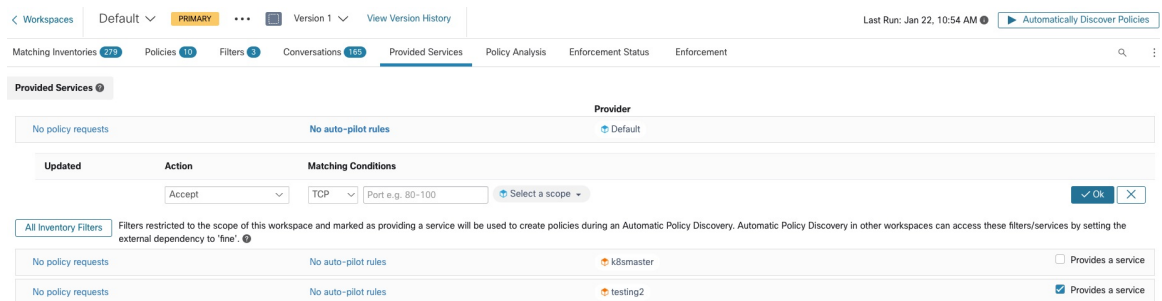 Workspaces Default PRIMARY Version 1 View Version History Last Run: Jan 22, 10:54 AM Automatically Discover Policies
Matching Inventories 279 Policies 10 Filters 3 Conversations 165 Provided Services Policy Analysis Enforcement Status Enforcement
Provided Services
Provider
No policy requests No auto-pilot rules Default
Updated Action Matching Conditions
Accept TCP Port e.g. 80-100 Select a scope Ok
All Inventory Filters Filters restricted to the scope of this workspace and marked as providing a service will be used to create policies during an Automatic Policy Discovery. Automatic Policy Discovery in other workspaces can access these filters/services by setting the
external dependency to 'fine'.
No policy requests No auto-pilot rules k8smaster Provides a service
No policy requests No auto-pilot rules testing2 Provides a service